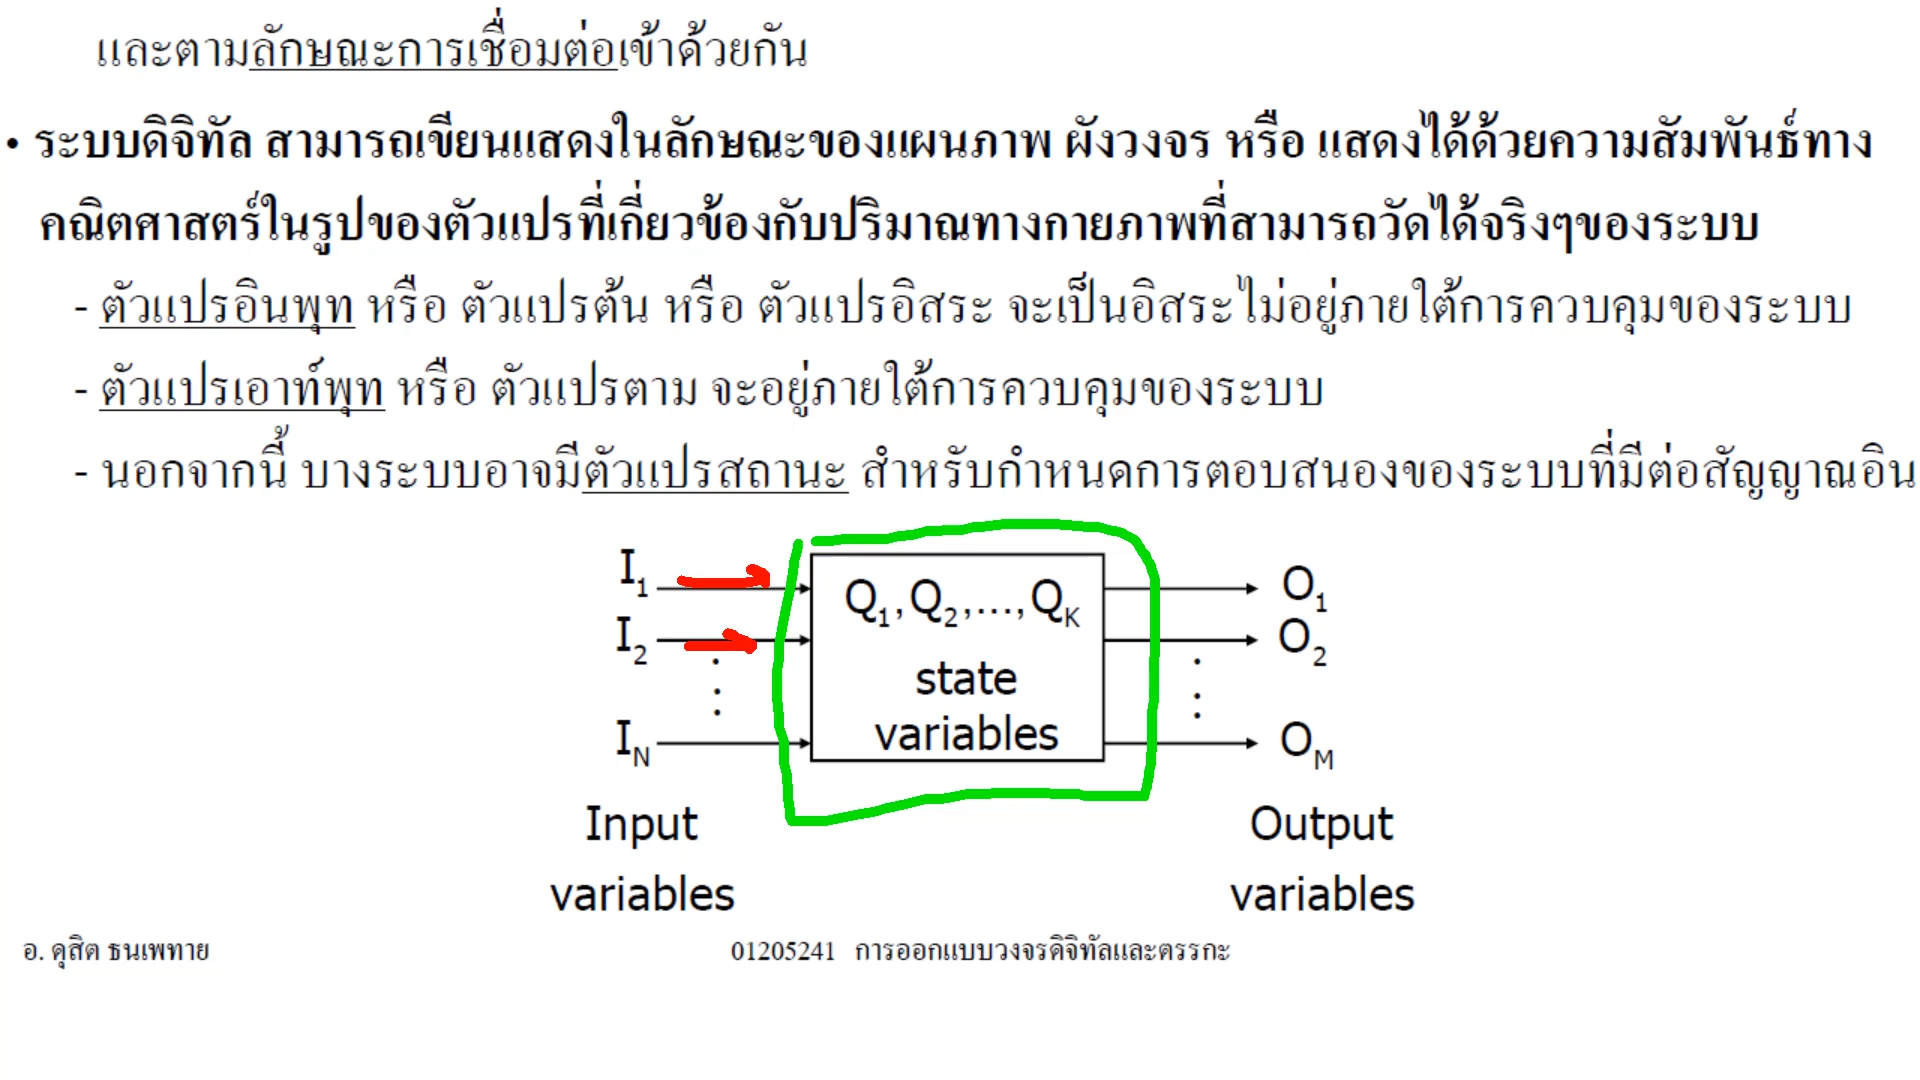 และตามลักษณะการเชื่อมต่อเข้าด้วยกัน
• ระบบดิจิทัล สามารถเขียนแสดงในลักษณะของแผนภาพ ผังวงจร หรือ แสดงได้ด้วยความสัมพันธ์ทาง
คณิตศาสตร์ในรูปของตัวแปรที่เกี่ยวข้องกับปริมาณทางกายภาพที่สามารถวัดได้จริงๆของระบบ
- ตัวแปรอินพุท หรือ ตัวแปรต้น หรือ ตัวแปรอิสระ จะเป็นอิสระไม่อยู่ภายใต้การควบคุมของระบบ
- ตัวแปรเอาท์พุท หรือ ตัวแปรตาม จะอยู่ภายใต้การควบคุมของระบบ
- นอกจากนี้ บางระบบอาจมีตัวแปรสถานะ สำหรับกำหนดการตอบสนองของระบบที่มีต่อสัญญาณอิน
I1 Q1,Q2,...,QK O1
I2 O2
state
variables
IN OM
Input Output
variables variables
อ. ดุสิต ธนเพทาย 01205241 การออกแบบวงจรดิจิทัลและตรรกะ